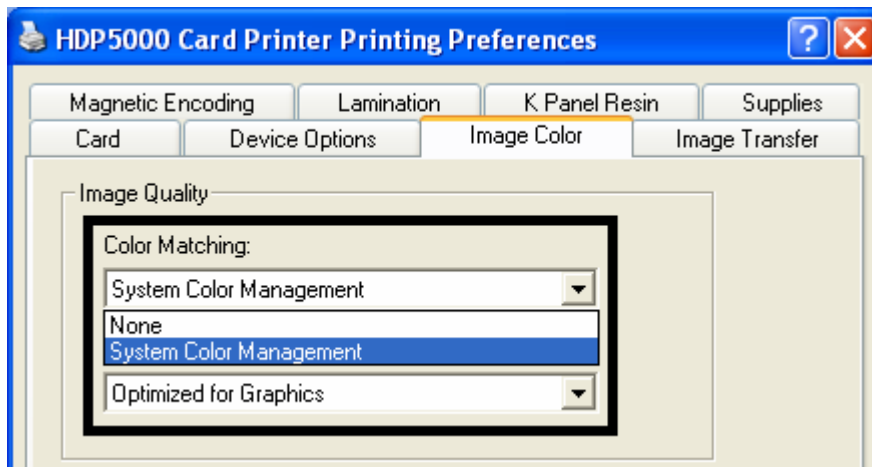 HDP5000 Card Printer Printing Preferences
Magnetic Encoding Lamination K Panel Resin Supplies
Card Device Options Image Color Image Transfer
Image Quality
Color Matching:
System Color Management
None
System Color Management
Optimized for Graphics